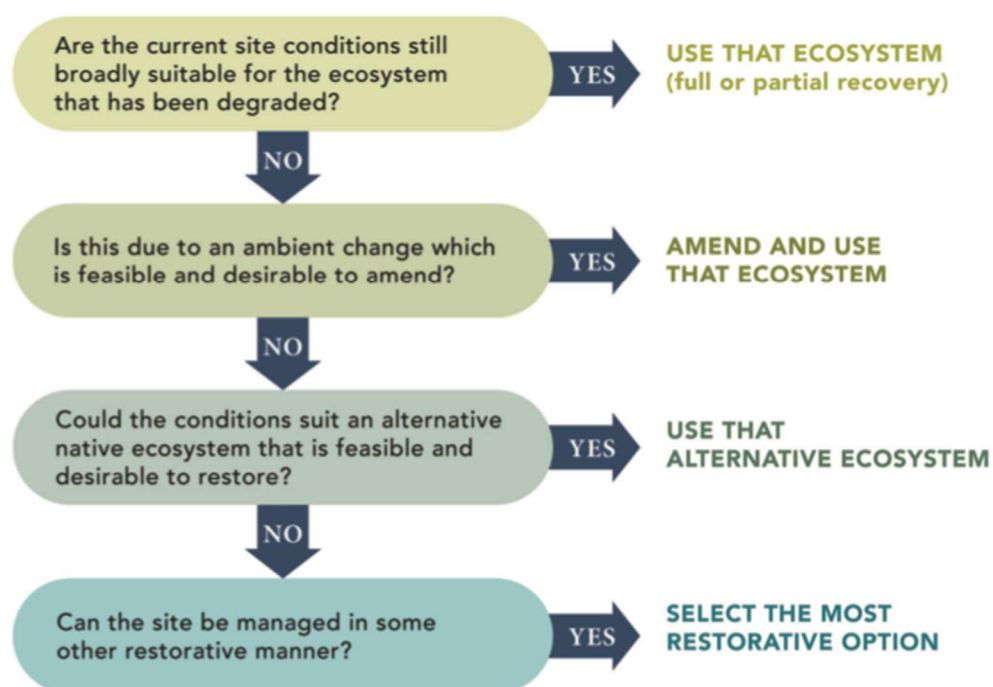 Are the current site conditions still
broadly suitable for the ecosystem
that has been degraded?
YES
USE THAT ECOSYSTEM
(full or partial recovery)
NO
Is this due to an ambient change which
is feasible and desirable to amend?
YES
AMEND AND USE
THAT ECOSYSTEM
NO
Could the conditions suit an alternative
native ecosystem that is feasible and
desirable to restore?
YES
USE THAT
ALTERNATIVE ECOSYSTEM
NO
Can the site be managed in some
other restorative manner?
YES
SELECT THE MOST
RESTORATIVE OPTION